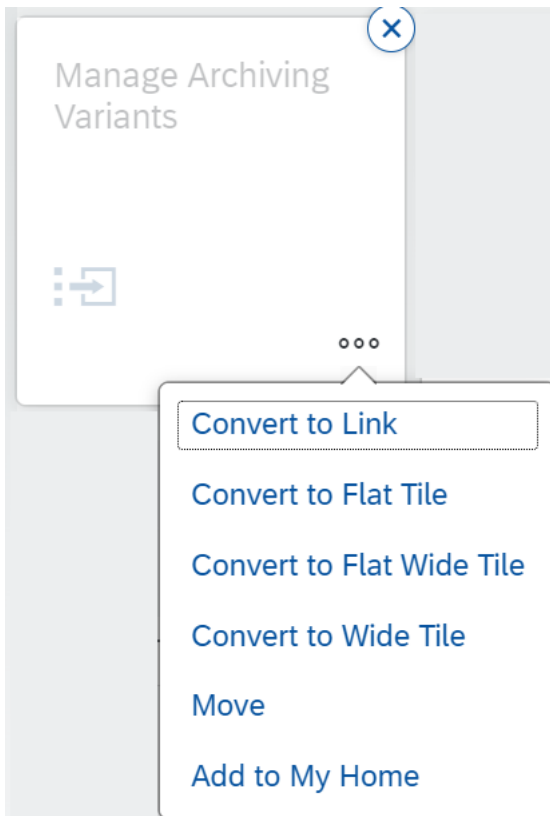 Manage Archiving
Variants
Convert to Link
Convert to Flat Tile
Convert to Flat Wide Tile
Convert to Wide Tile
Move
Add to My Home